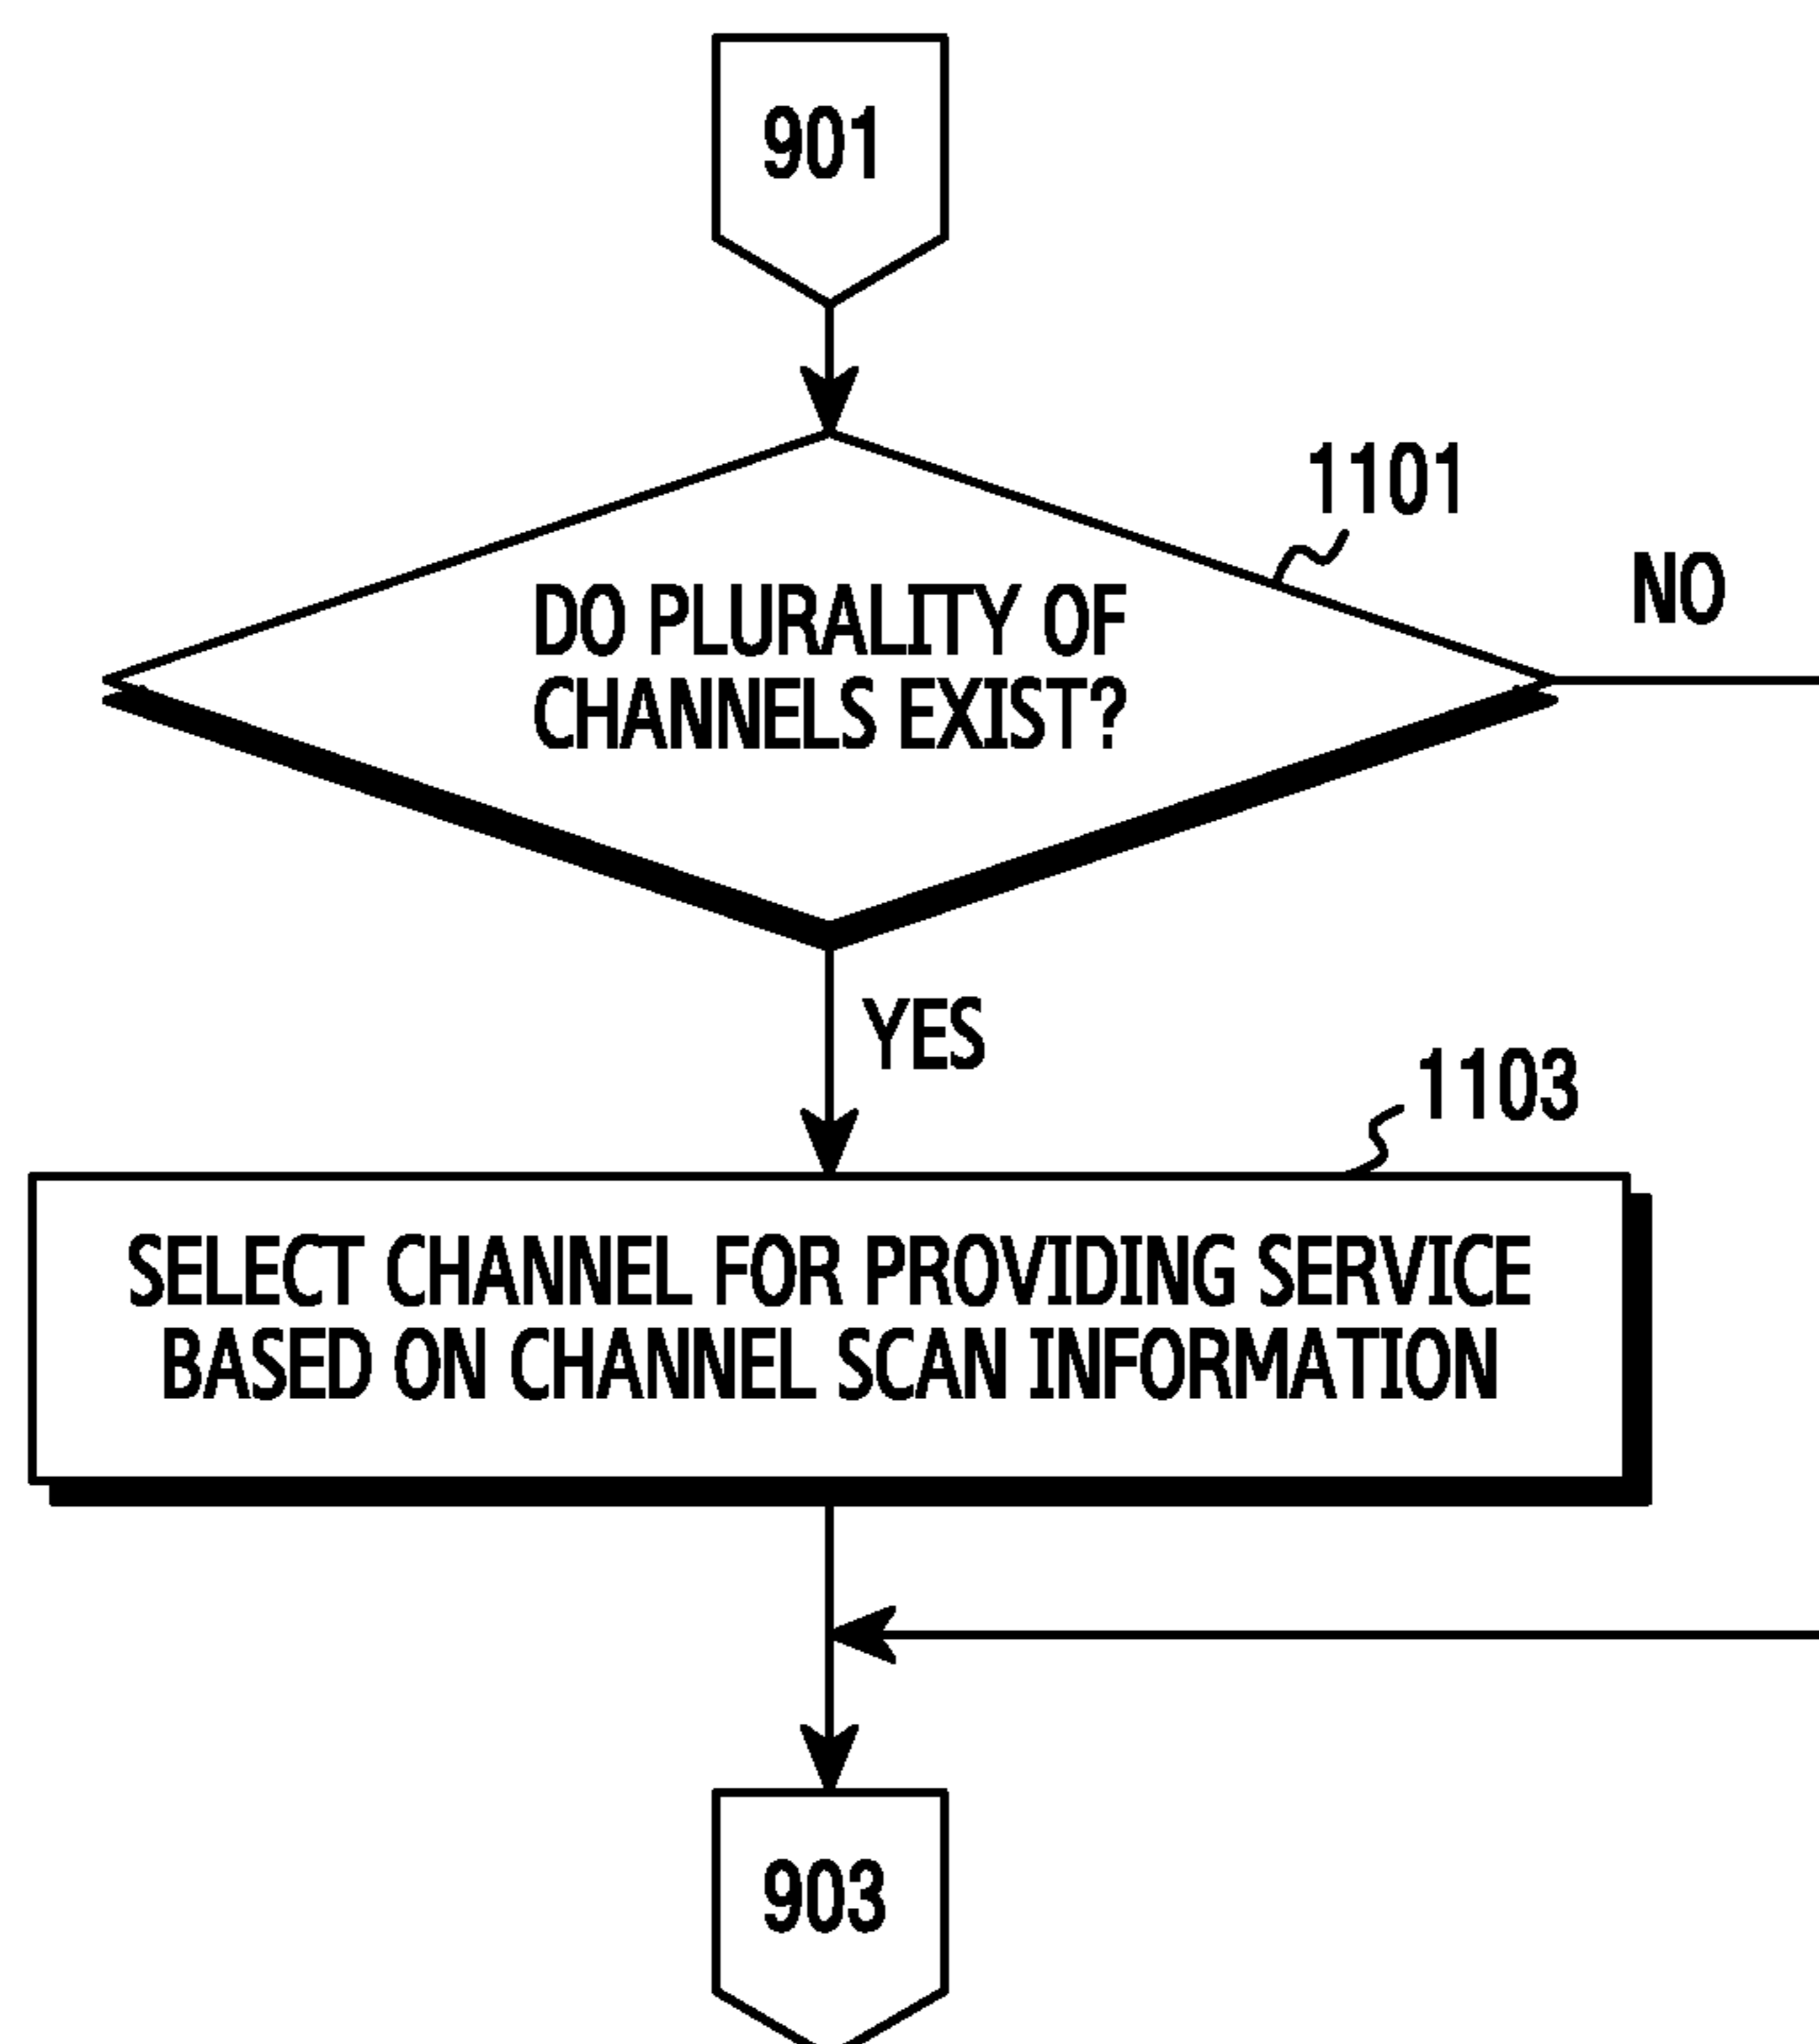 901
1101
DO PLURALITY OF
CHANNELS EXIST?
NO
YES
1103
SELECT CHANNEL FOR PROVIDING SERVICE
BASED ON CHANNEL SCAN INFORMATION
903